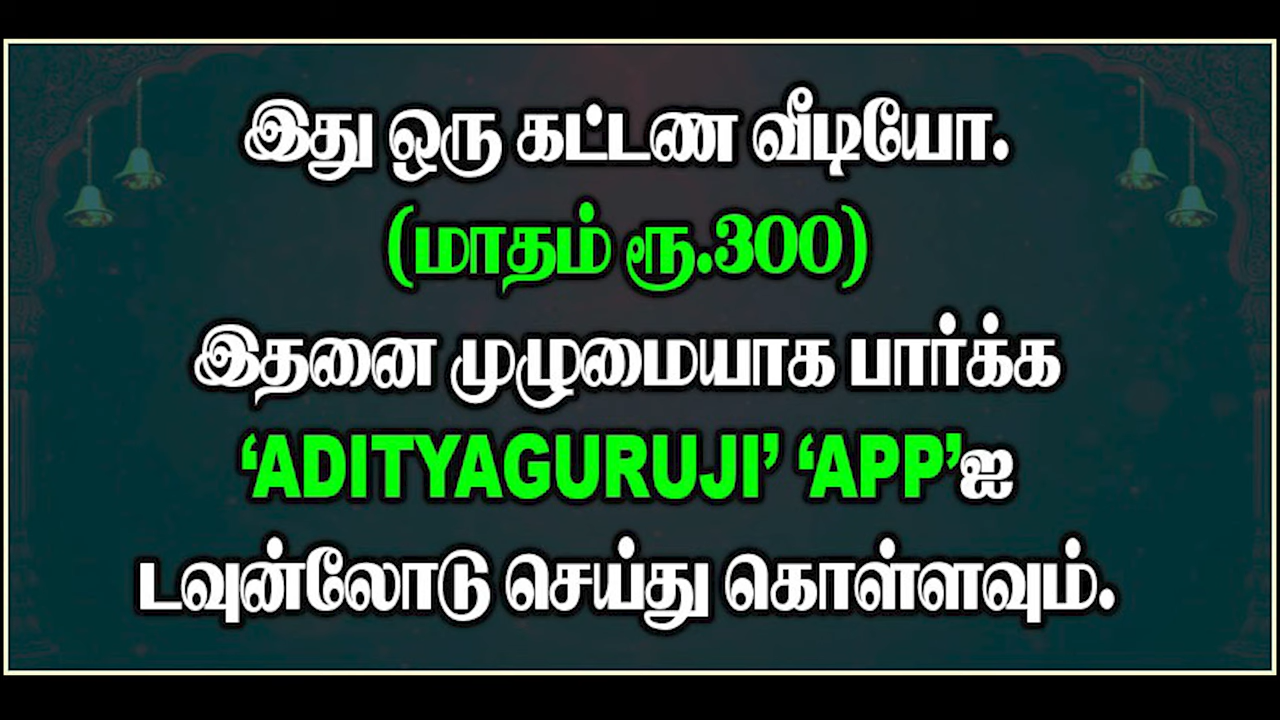 இது ஒரு கட்டண வீடியோ.
(மாதம் ரூ.300)
இதனை முழுமையாக பார்க்க
‘ADITYAGURUJI’ ‘APP’ஐ
டவுன்லோடு செய்து கொள்ளவும்.